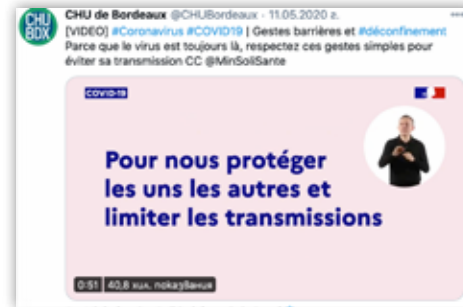 CHU BDX
CHU de Bordeaux @CHUBordeaux · 11.05.2020 г.
[VIDEO] #Coronavirus #COVID19 | Gestes barrières et #déconfinement
Parce que le virus est toujours là, respectez ces gestes simples pour
éviter sa transmission CC @MinSoliSante
COVID-19
Pour nous protéger
les uns les autres et
limiter les transmissions
0:51 40,8 хил. показвания